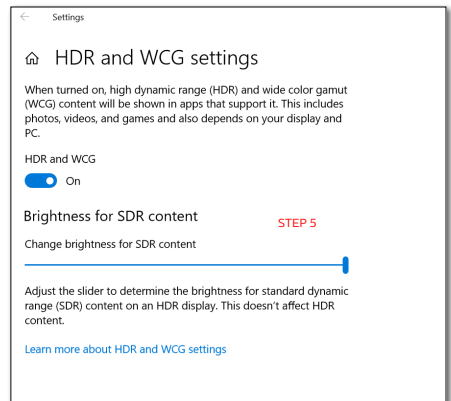 Settings
HDR and WCG settings
When turned on, high dynamic range (HDR) and wide color gamut
(WCG) content will be shown in apps that support it. This includes
photos, videos, and games and also depends on your display and
PC.
HDR and WCG
On
Brightness for SDR content
STEP 5
Change brightness for SDR content
Adjust the slider to determine the brightness for standard dynamic
range (SDR) content on an HDR display. This doesn't affect HDR
content.
Learn more about HDR and WCG settings